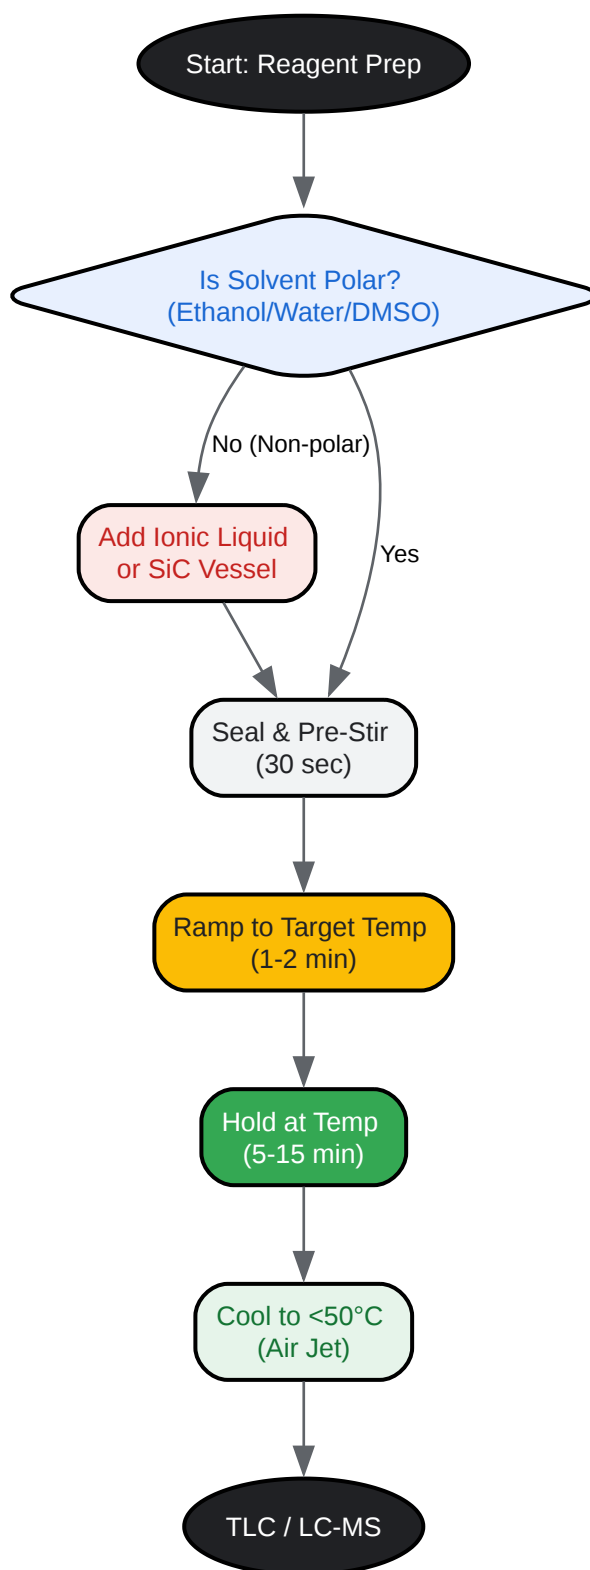 Start: Reagent Prep
Is Solvent Polar?
(Ethanol/Water/DMSO)
No (Non-polar)
Add Ionic Liquid
or SiC Vessel
Yes
Seal & Pre-Stir
(30 sec)
Ramp to Target Temp
(1-2 min)
Hold at Temp
(5-15 min)
Cool to <50°C
(Air Jet)
TLC / LC-MS